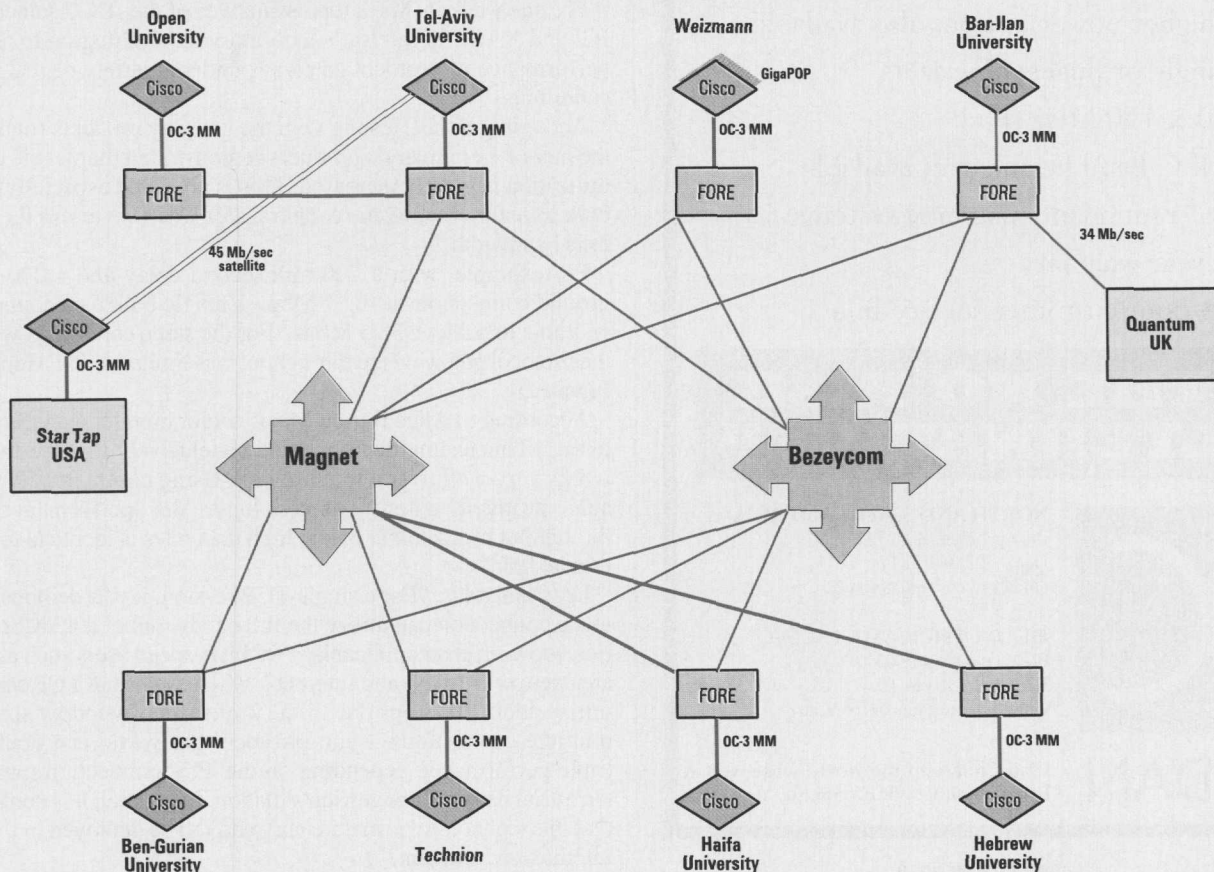 Open
University
Tel-Aviv
University
Weizmann
Bar-Ilan
University
Cisco
Cisco
Cisco
GigaPOP
Cisco
OC-3 MM
OC-3 MM
OC-3 MM
OC-3 MM
FORE
FORE
FORE
FORE
45 Mb/sec
satellite
34 Mb/sec
Cisco
OC-3 MM
Quantum
UK
Star Tap
USA
Magnet
Bezeycom
FORE
FORE
FORE
FORE
OC-3 MM
OC-3 MM
OC-3 MM
OC-3 MM
Cisco
Cisco
Cisco
Cisco
Ben-Gurian
University
Technion
Haifa
University
Hebrew
University